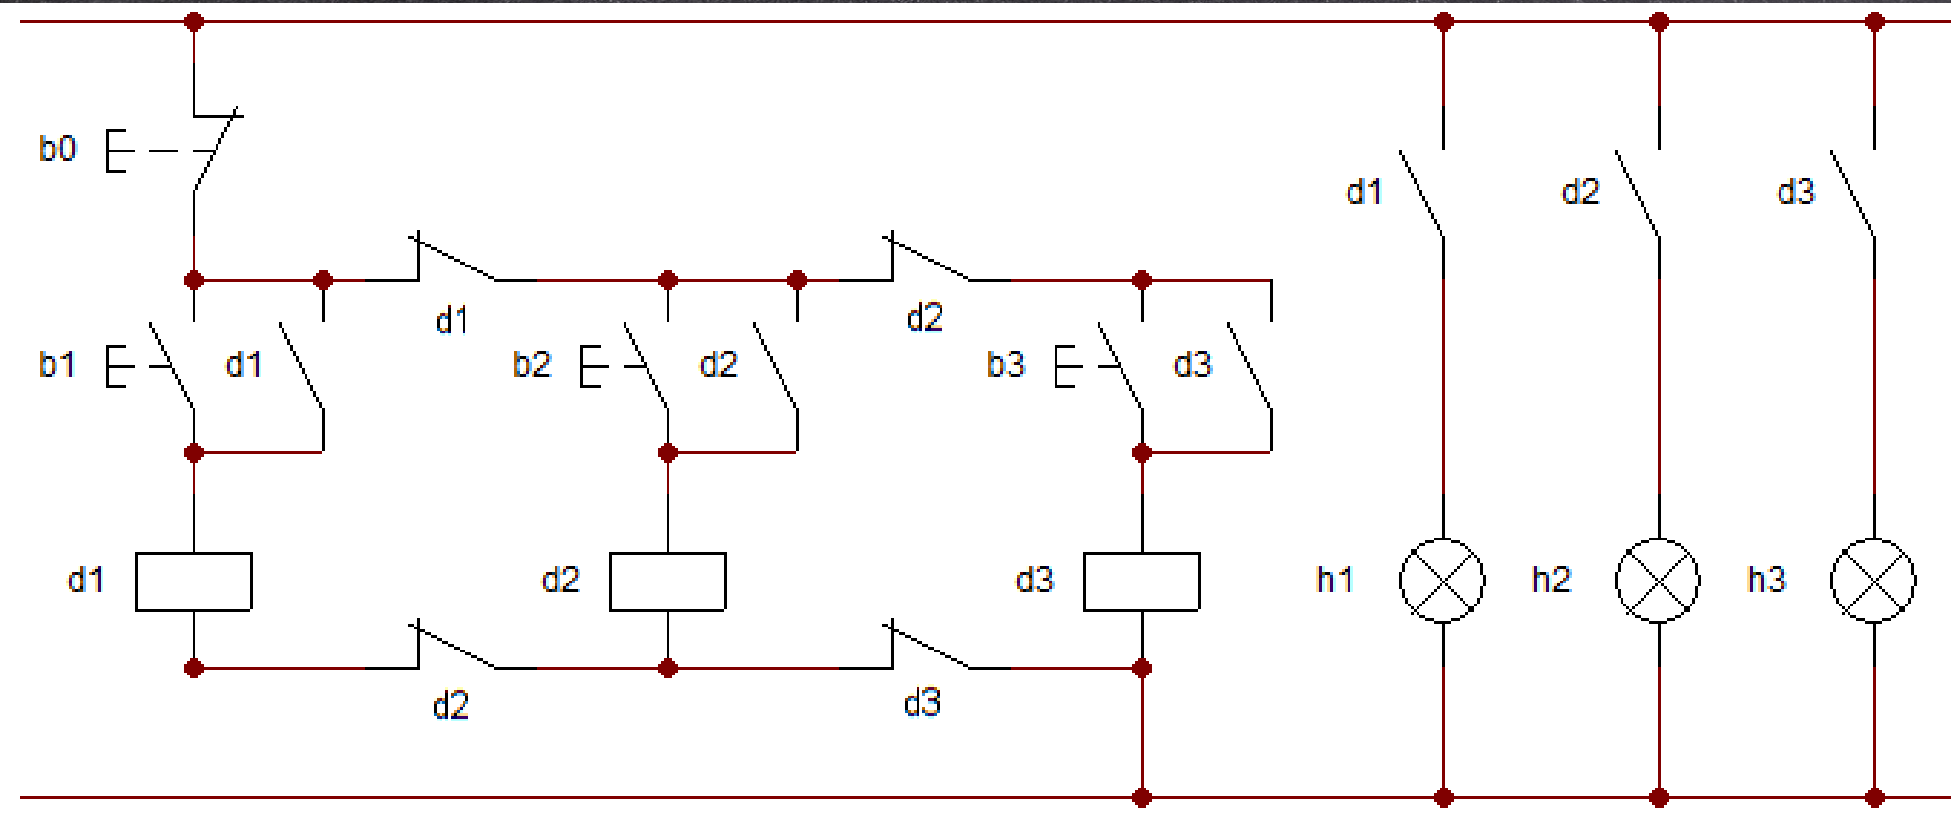 b0
d1 d2 d3
d1 d2
b1 d1 b2 d2 b3 d3
d1 d2 d3 h1 h2 h3
d2 d3